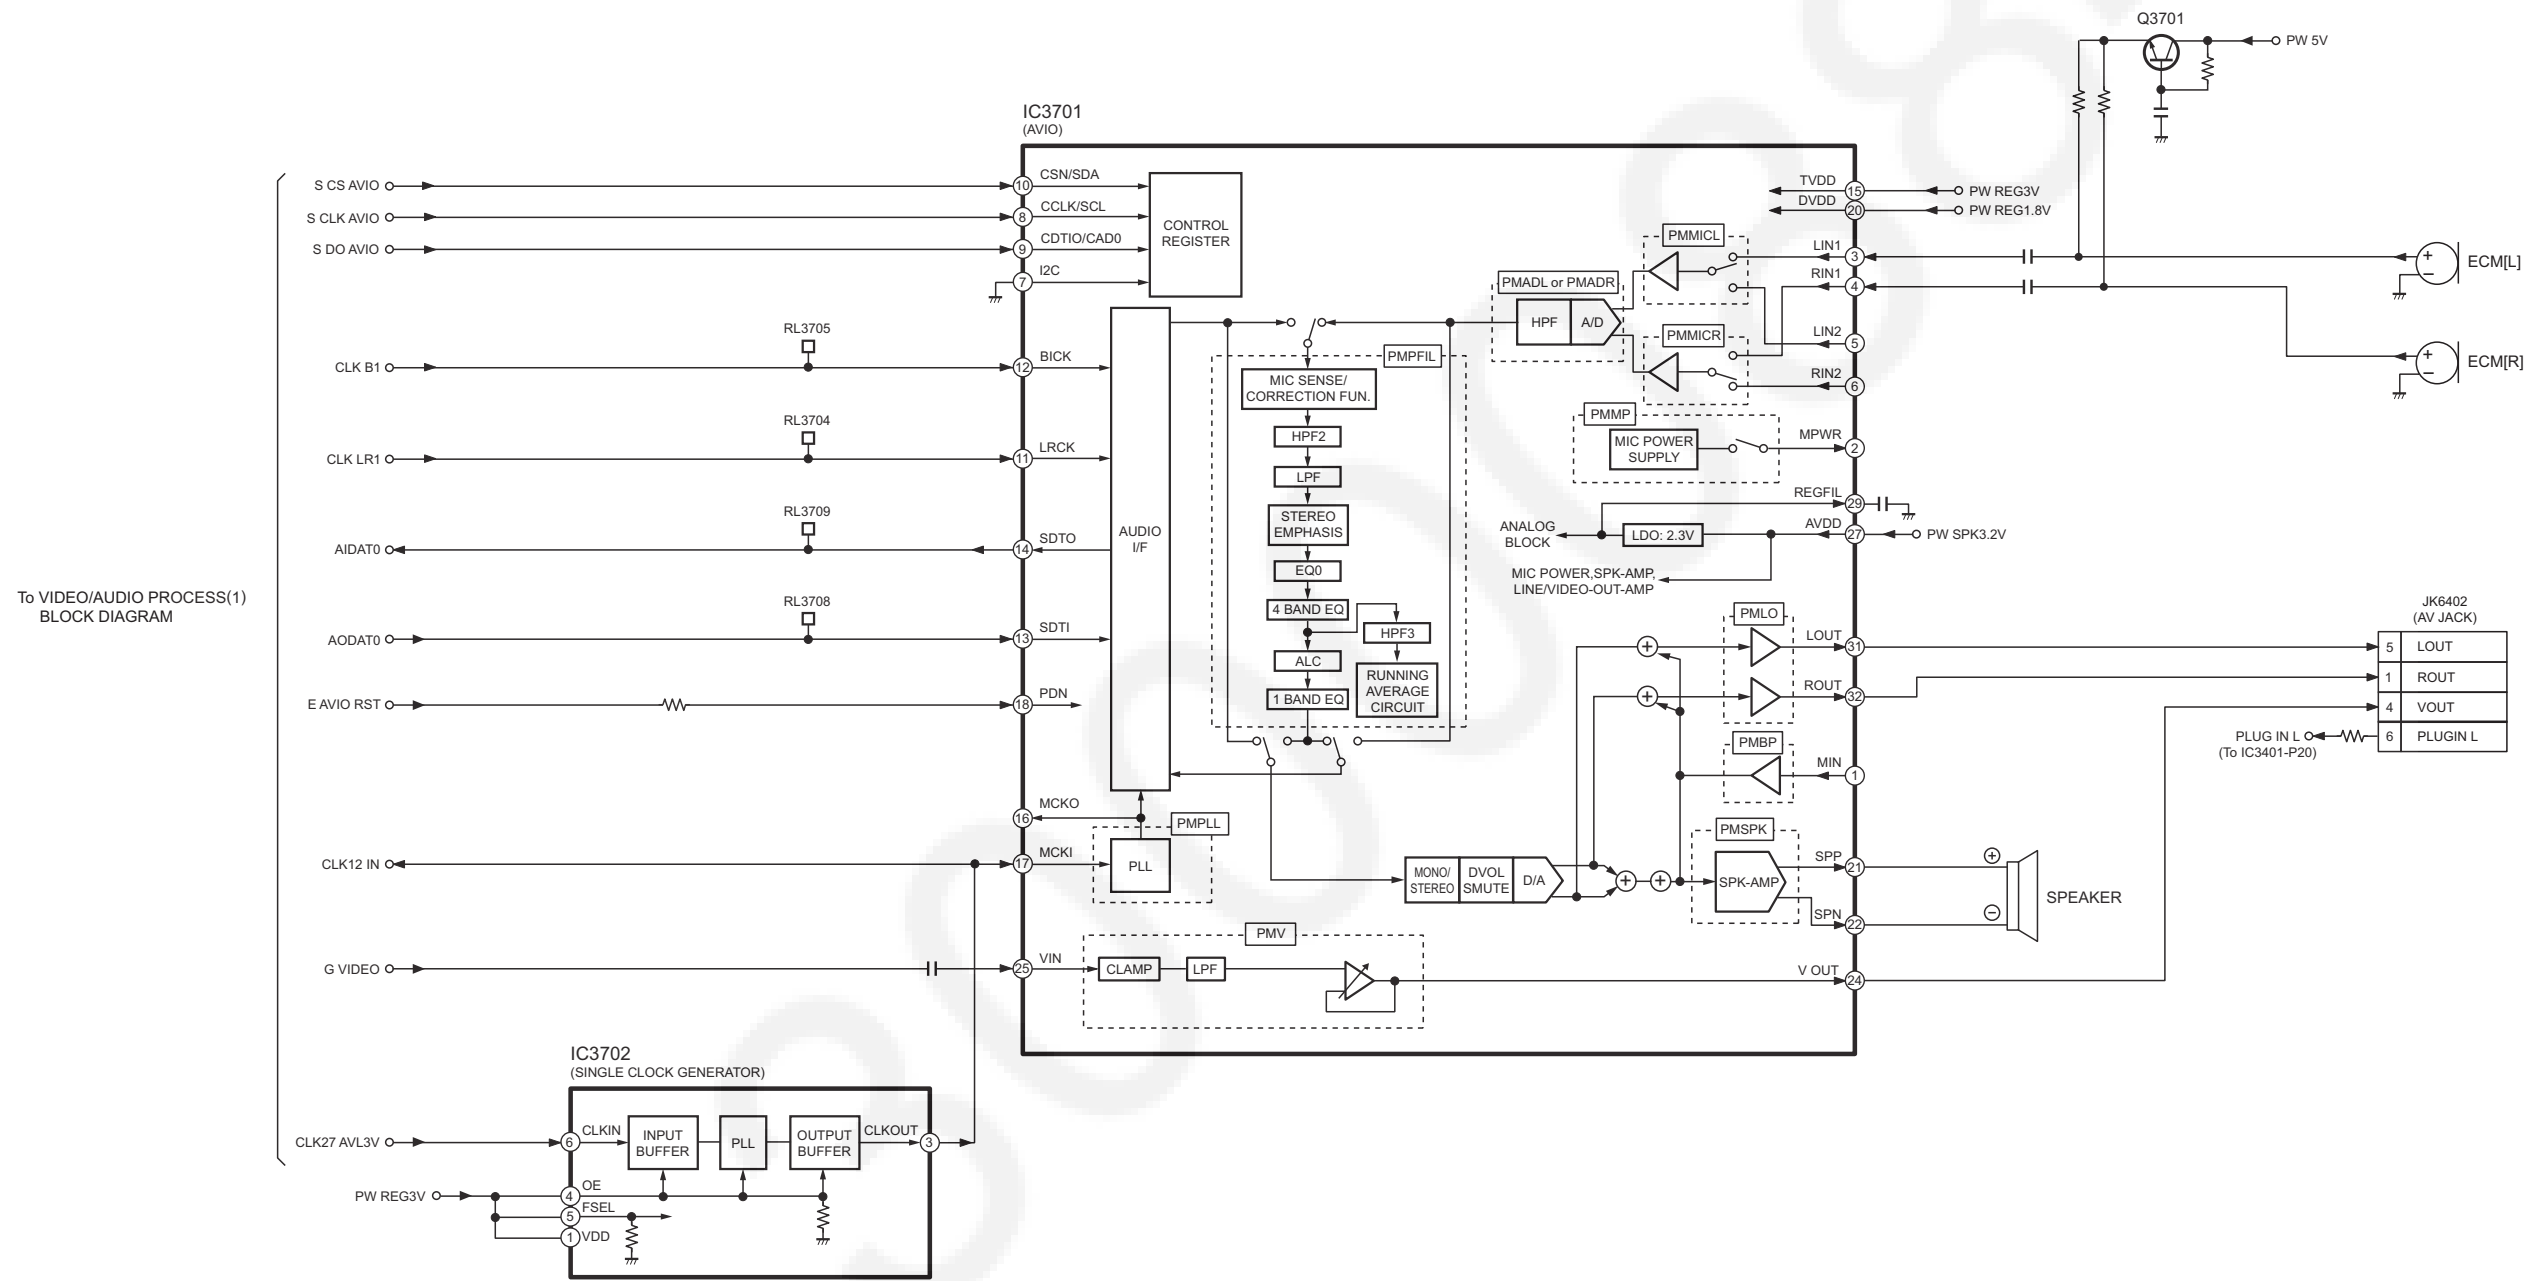 Q3701
PW 5V
IC3701
(AVIO)
S CS AVIO
10
CSN/SDA
S CLK AVIO
8
CCLK/SCL
S DO AVIO
9
CDTIO/CAD0
7
I2C
CONTROL
REGISTER
TVDD
15
PW REG3V
DVDD
20
PW REG1.8V
PMMICL
LIN1
3
RIN1
4
ECM[L]
+
−
PMADL or PMADR
HPF
A/D
PMMICR
LIN2
5
RIN2
6
ECM[R]
+
−
RL3705
CLK B1
12
BICK
RL3704
CLK LR1
11
LRCK
RL3709
AIDAT0
14
SDTO
RL3708
AODAT0
13
SDTI
E AVIO RST
18
PDN
AUDIO
I/F
To VIDEO/AUDIO PROCESS(1)
BLOCK DIAGRAM
PMPFIL
MIC SENSE/
CORRECTION FUN.
HPF2
LPF
STEREO
EMPHASIS
EQ0
4 BAND EQ
HPF3
ALC
RUNNING
AVERAGE
CIRCUIT
1 BAND EQ
PMMP
MIC POWER
SUPPLY
MPWR
2
REGFIL
29
ANALOG
BLOCK
LDO: 2.3V
AVDD
27
PW SPK3.2V
MIC POWER,SPK-AMP,
LINE/VIDEO-OUT-AMP
PMLO
+
LOUT
31
+
ROUT
32
PMBP
MIN
1
JK6402
(AV JACK)
5 LOUT
1 ROUT
4 VOUT
6 PLUGIN L
PLUG IN L
(To IC3401-P20)
MCKO
16
PMPLL
CLK12 IN
17
MCKI
PLL
MONO/
STEREO
DVOL
SMUTE
D/A
+
+
PMSPK
SPK-AMP
SPP
21
SPN
22
+
−
SPEAKER
PMV
G VIDEO
25
VIN
CLAMP
LPF
V OUT
24
IC3702
(SINGLE CLOCK GENERATOR)
CLK27 AVL3V
6
CLKIN
INPUT
BUFFER
PLL
OUTPUT
BUFFER
CLKOUT
3
PW REG3V
4
OE
5
FSEL
1
VDD